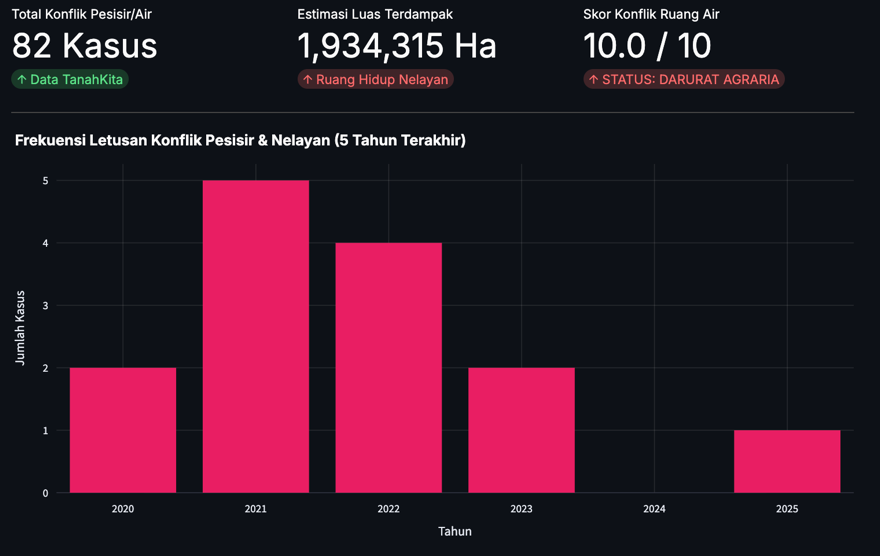 Total Konflik Pesisir/Air
82 Kasus
↑ Data TanahKita
Estimasi Luas Terdampak
1,934,315 Ha
↑ Ruang Hidup Nelayan
Skor Konflik Ruang Air
10.0 / 10
↑ STATUS: DARURAT AGRARIA
Frekuensi Letusan Konflik Pesisir & Nelayan (5 Tahun Terakhir)
Jumlah Kasus
5
4
3
2
1
0
2020 2021 2022 2023 2024 2025
Tahun